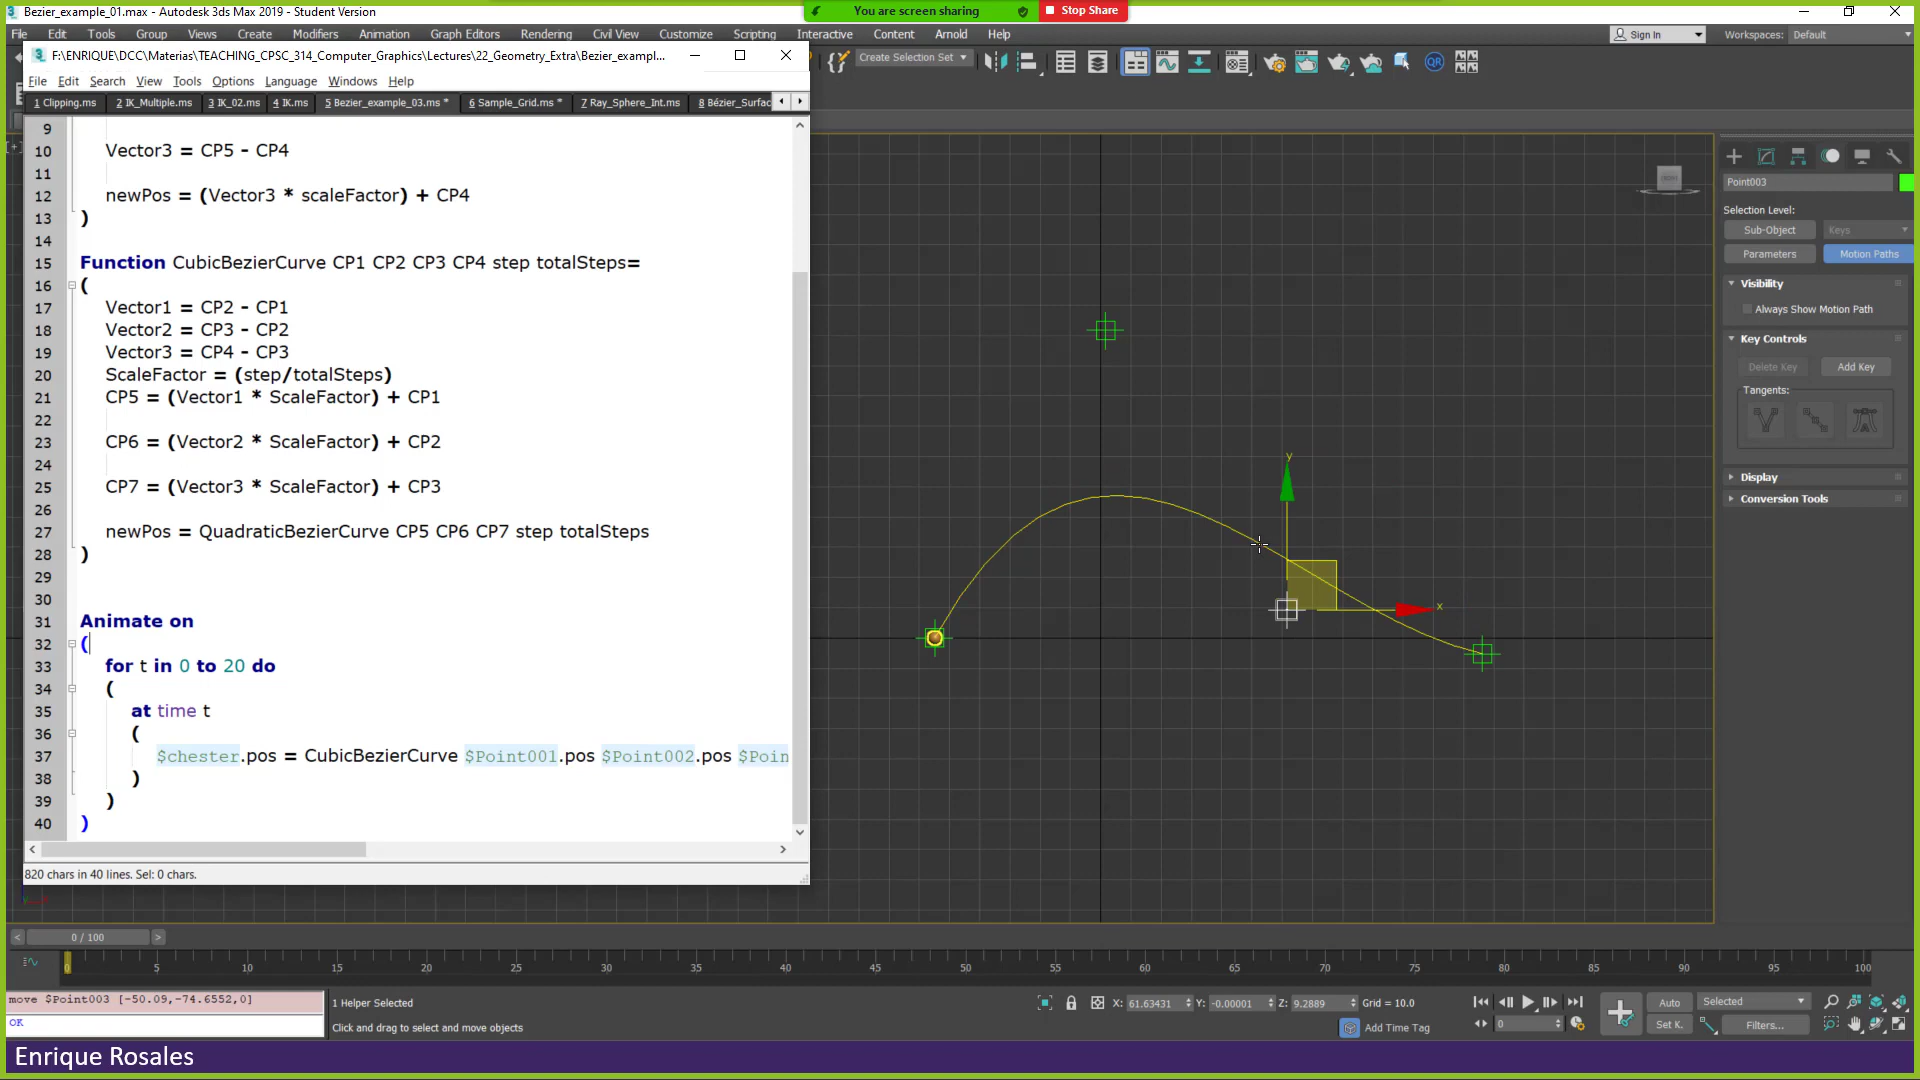 Bezier_example_01.max - Autodesk 3ds Max 2019 - Student Version
You are screen sharing
Stop Share
File Edit Tools Group Views Create Modifiers Animation Graph Editors Rendering Civil View Customize Scripting Interactive Content Arnold Help
Sign In
Workspaces: Default
F:\ENRIQUE\DCC\Materias\TEACHING_CPSC_314_Computer_Graphics\Lectures\22_Geometry_Extra\Bezier_exampl...
Create Selection Set
QR
File Edit Search View Tools Options Language Windows Help
1 Clipping.ms 2 IK_Multiple.ms 3 IK_02.ms 4 IK.ms 5 Bezier_example_03.ms * 6 Sample_Grid.ms * 7 Ray_Sphere_Int.ms 8 Bézier_Surfac
9
10 Vector3 = CP5 - CP4
11
12 newPos = (Vector3 * scaleFactor) + CP4
13 )
14
15 Function CubicBezierCurve CP1 CP2 CP3 CP4 step totalSteps=
16 (
17 Vector1 = CP2 - CP1
18 Vector2 = CP3 - CP2
19 Vector3 = CP4 - CP3
20 ScaleFactor = (step/totalSteps)
21 CP5 = (Vector1 * ScaleFactor) + CP1
22
23 CP6 = (Vector2 * ScaleFactor) + CP2
24
25 CP7 = (Vector3 * ScaleFactor) + CP3
26
27 newPos = QuadraticBezierCurve CP5 CP6 CP7 step totalSteps
28 )
29
30
31 Animate on
32 (
33 for t in 0 to 20 do
34 (
35 at time t
36 (
37 $chester.pos = CubicBezierCurve $Point001.pos $Point002.pos $Poin
38 )
39 )
40 )
820 chars in 40 lines. Sel: 0 chars.
y
x
Point003
Selection Level:
Sub-Object Keys
Parameters Motion Paths
Visibility
Always Show Motion Path
Key Controls
Delete Key Add Key
Tangents:
Display
Conversion Tools
< 0 / 100 >
0 5 10 15 20 25 30 35 40 45 50 55 60 65 70 75 80 85 90 95 100
move $Point003 [-50.09,-74.6552,0]
OK
1 Helper Selected
Click and drag to select and move objects
X: 61.63431 Y: -0.00001 Z: 9.2889 Grid = 10.0
Add Time Tag
0
Auto Selected
Set K. Filters...
Enrique Rosales